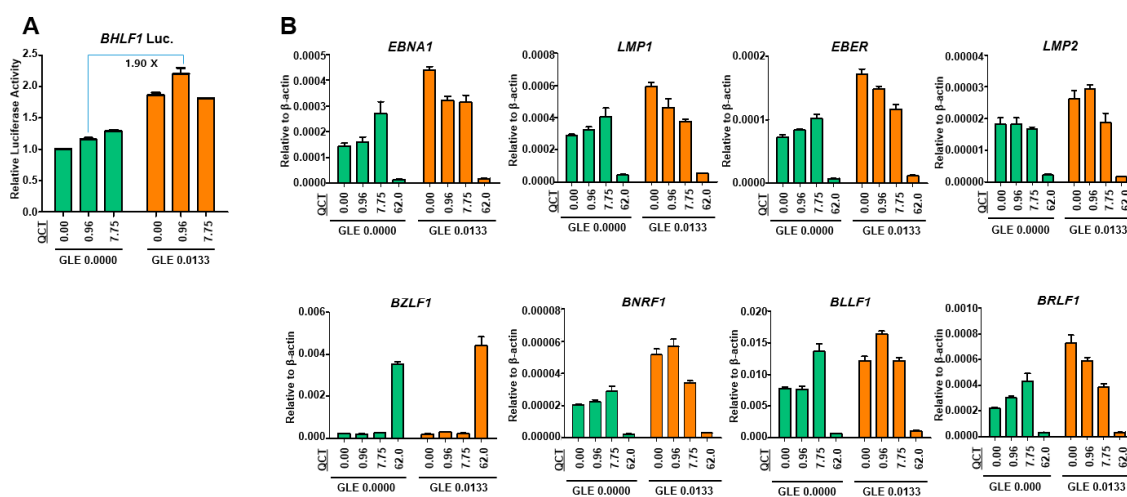 A
BHLF1 Luc.
Relative Luciferase Activity
2.5
2.0
1.5
1.0
0.5
0.0
1.90 X
QCT
0.00 0.96 7.75 0.00 0.96 7.75
GLE 0.0000 GLE 0.0133
B
EBNA1
Relative to β-actin
0.0005
0.0004
0.0003
0.0002
0.0001
0.0000
QCT
0.00 0.96 7.75 62.0 0.00 0.96 7.75 62.0
GLE 0.0000 GLE 0.0133
LMP1
Relative to β-actin
0.0008
0.0006
0.0004
0.0002
0.0000
QCT
0.00 0.96 7.75 62.0 0.00 0.96 7.75 62.0
GLE 0.0000 GLE 0.0133
EBER
Relative to β-actin
0.0002
0.0001
0.0000
QCT
0.00 0.96 7.75 62.0 0.00 0.96 7.75 62.0
GLE 0.0000 GLE 0.0133
LMP2
Relative to β-actin
0.00004
0.00003
0.00002
0.00001
0.00000
QCT
0.00 0.96 7.75 62.0 0.00 0.96 7.75 62.0
GLE 0.0000 GLE 0.0133
BZLF1
Relative to β-actin
0.006
0.004
0.002
0.000
QCT
0.00 0.96 7.75 62.0 0.00 0.96 7.75 62.0
GLE 0.0000 GLE 0.0133
BNRF1
Relative to β-actin
0.00008
0.00006
0.00004
0.00002
0.00000
QCT
0.00 0.96 7.75 62.0 0.00 0.96 7.75 62.0
GLE 0.0000 GLE 0.0133
BLLF1
Relative to β-actin
0.020
0.015
0.010
0.005
0.000
QCT
0.00 0.96 7.75 62.0 0.00 0.96 7.75 62.0
GLE 0.0000 GLE 0.0133
BRLF1
Relative to β-actin
0.0010
0.0008
0.0006
0.0004
0.0002
0.0000
QCT
0.00 0.96 7.75 62.0 0.00 0.96 7.75 62.0
GLE 0.000 GLE 0.0133